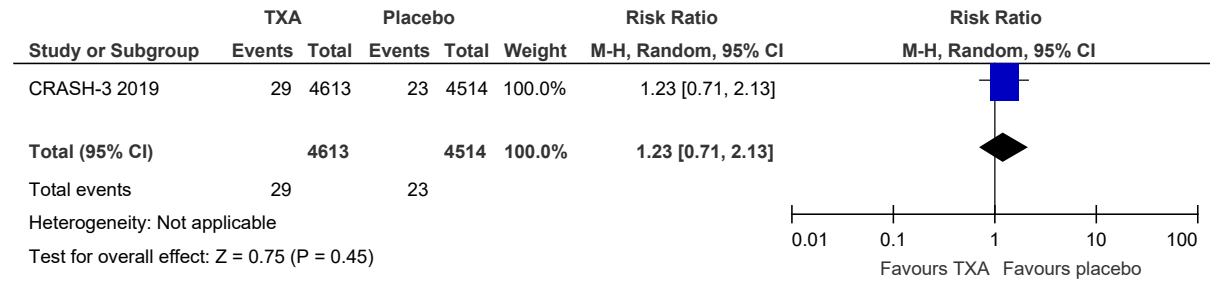 TXA Placebo Risk Ratio Risk Ratio
Study or Subgroup Events Total Events Total Weight M-H, Random, 95% CI M-H, Random, 95% CI
CRASH-3 2019 29 4613 23 4514 100.0% 1.23 [0.71, 2.13]
Total (95% CI) 4613 4514 100.0% 1.23 [0.71, 2.13]
Total events 29 23
Heterogeneity: Not applicable
Test for overall effect: Z = 0.75 (P = 0.45)
0.01 0.1 1 10 100
Favours TXA Favours placebo